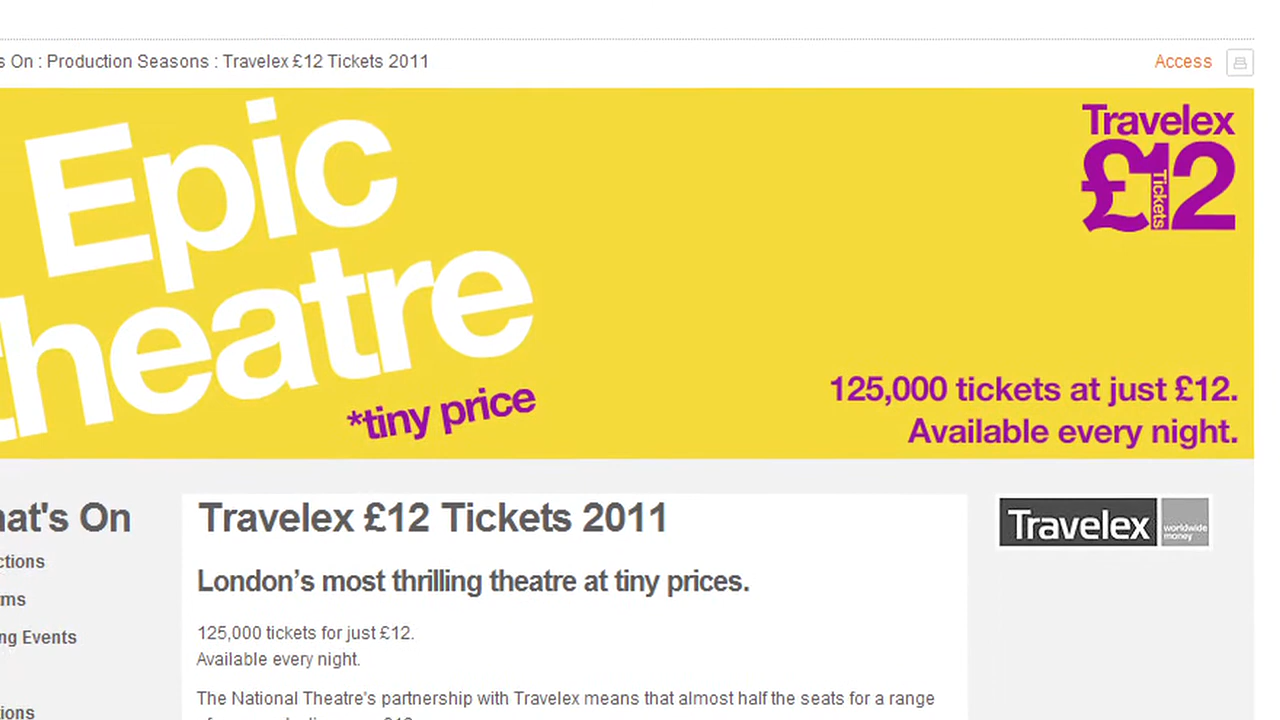 s On : Production Seasons : Travelex £12 Tickets 2011
Access
Epic
theatre
*tiny price
Travelex
£12
Tickets
125,000 tickets at just £12.
Available every night.
hat's On
ctions
ms
ng Events
ions
Travelex £12 Tickets 2011
London’s most thrilling theatre at tiny prices.
125,000 tickets for just £12.
Available every night.
The National Theatre's partnership with Travelex means that almost half the seats for a range
Travelex
worldwide
money